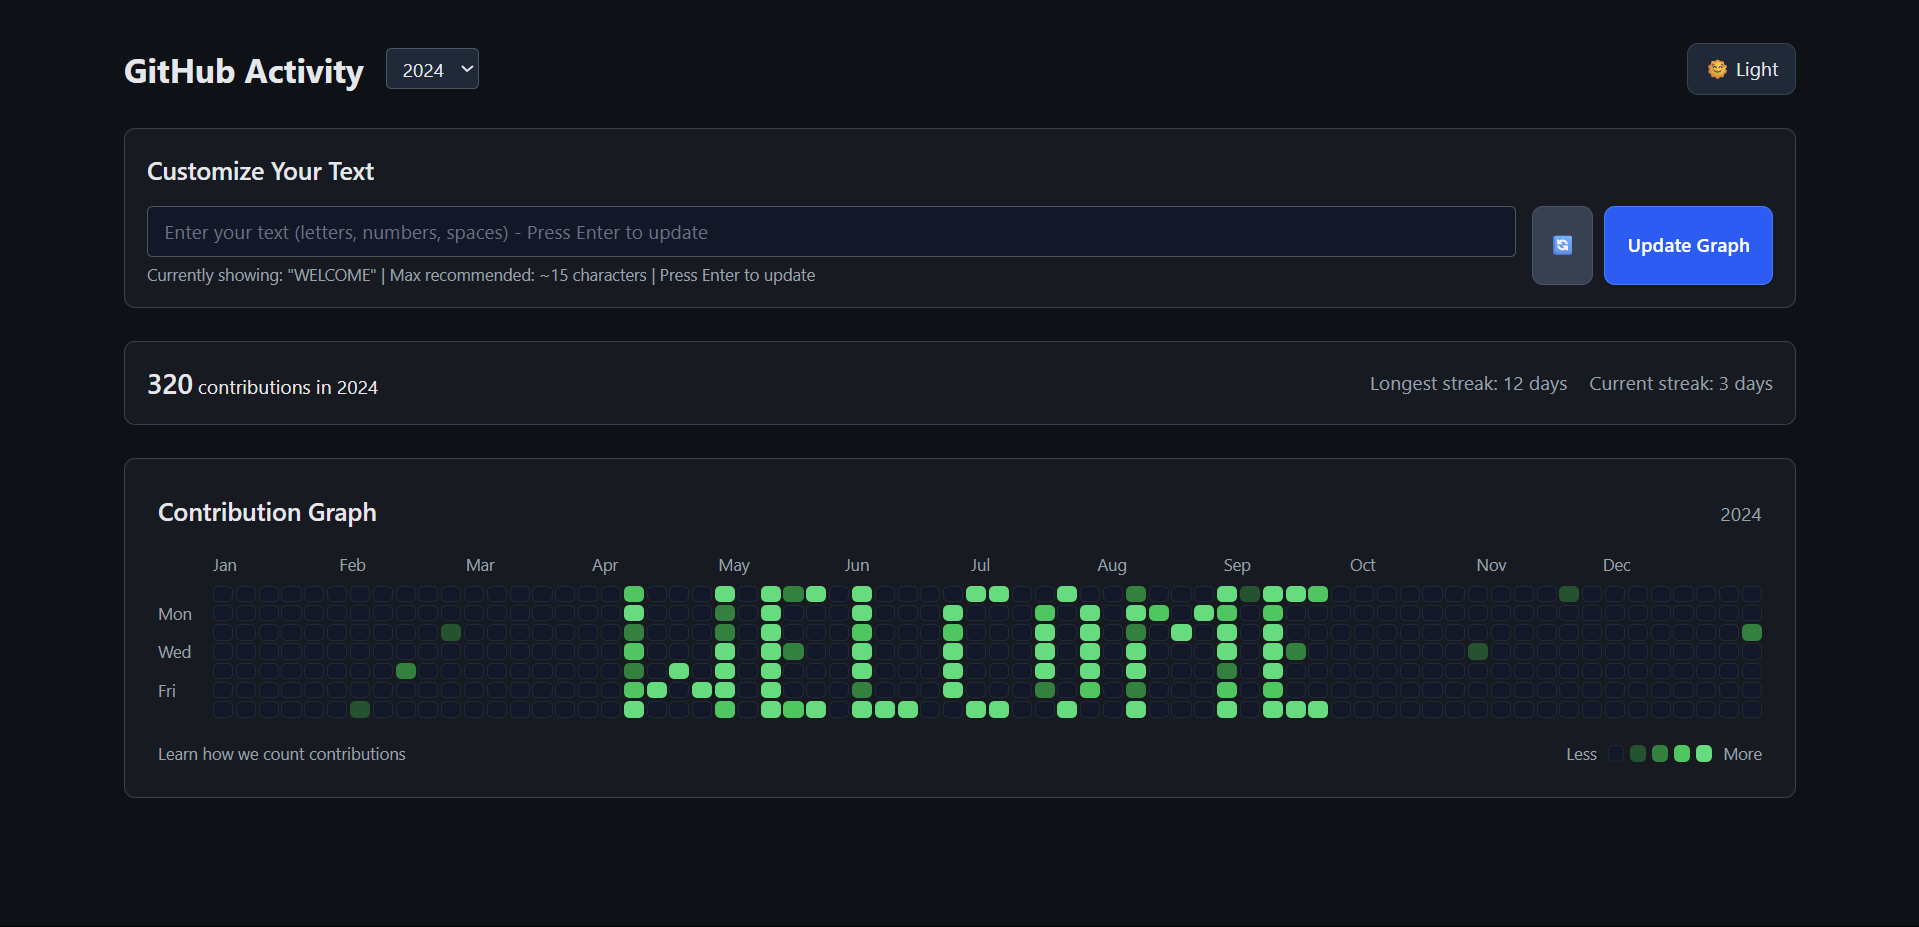 GitHub Activity 2024 Light
Customize Your Text
Enter your text (letters, numbers, spaces) - Press Enter to update
Update Graph
Currently showing: "WELCOME" | Max recommended: ~15 characters | Press Enter to update
320 contributions in 2024 Longest streak: 12 days Current streak: 3 days
Contribution Graph 2024
Jan Feb Mar Apr May Jun Jul Aug Sep Oct Nov Dec
Mon
Wed
Fri
WELCOME
Learn how we count contributions Less More